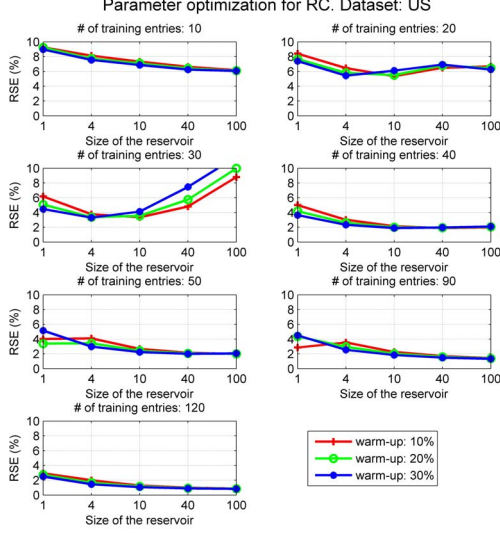 Parameter optimization for RC. Dataset: US
# of training entries: 10
RSE (%)
10
8
6
4
2
0
1 4 10 40 100
Size of the reservoir
# of training entries: 20
10
8
6
4
2
0
1 4 10 40 100
Size of the reservoir
# of training entries: 30
RSE (%)
10
8
6
4
2
0
1 4 10 40 100
Size of the reservoir
# of training entries: 40
10
8
6
4
2
0
1 4 10 40 100
Size of the reservoir
# of training entries: 50
RSE (%)
10
8
6
4
2
0
1 4 10 40 100
Size of the reservoir
# of training entries: 90
10
8
6
4
2
0
1 4 10 40 100
Size of the reservoir
# of training entries: 120
RSE (%)
10
8
6
4
2
0
1 4 10 40 100
Size of the reservoir
warm-up: 10%
warm-up: 20%
warm-up: 30%